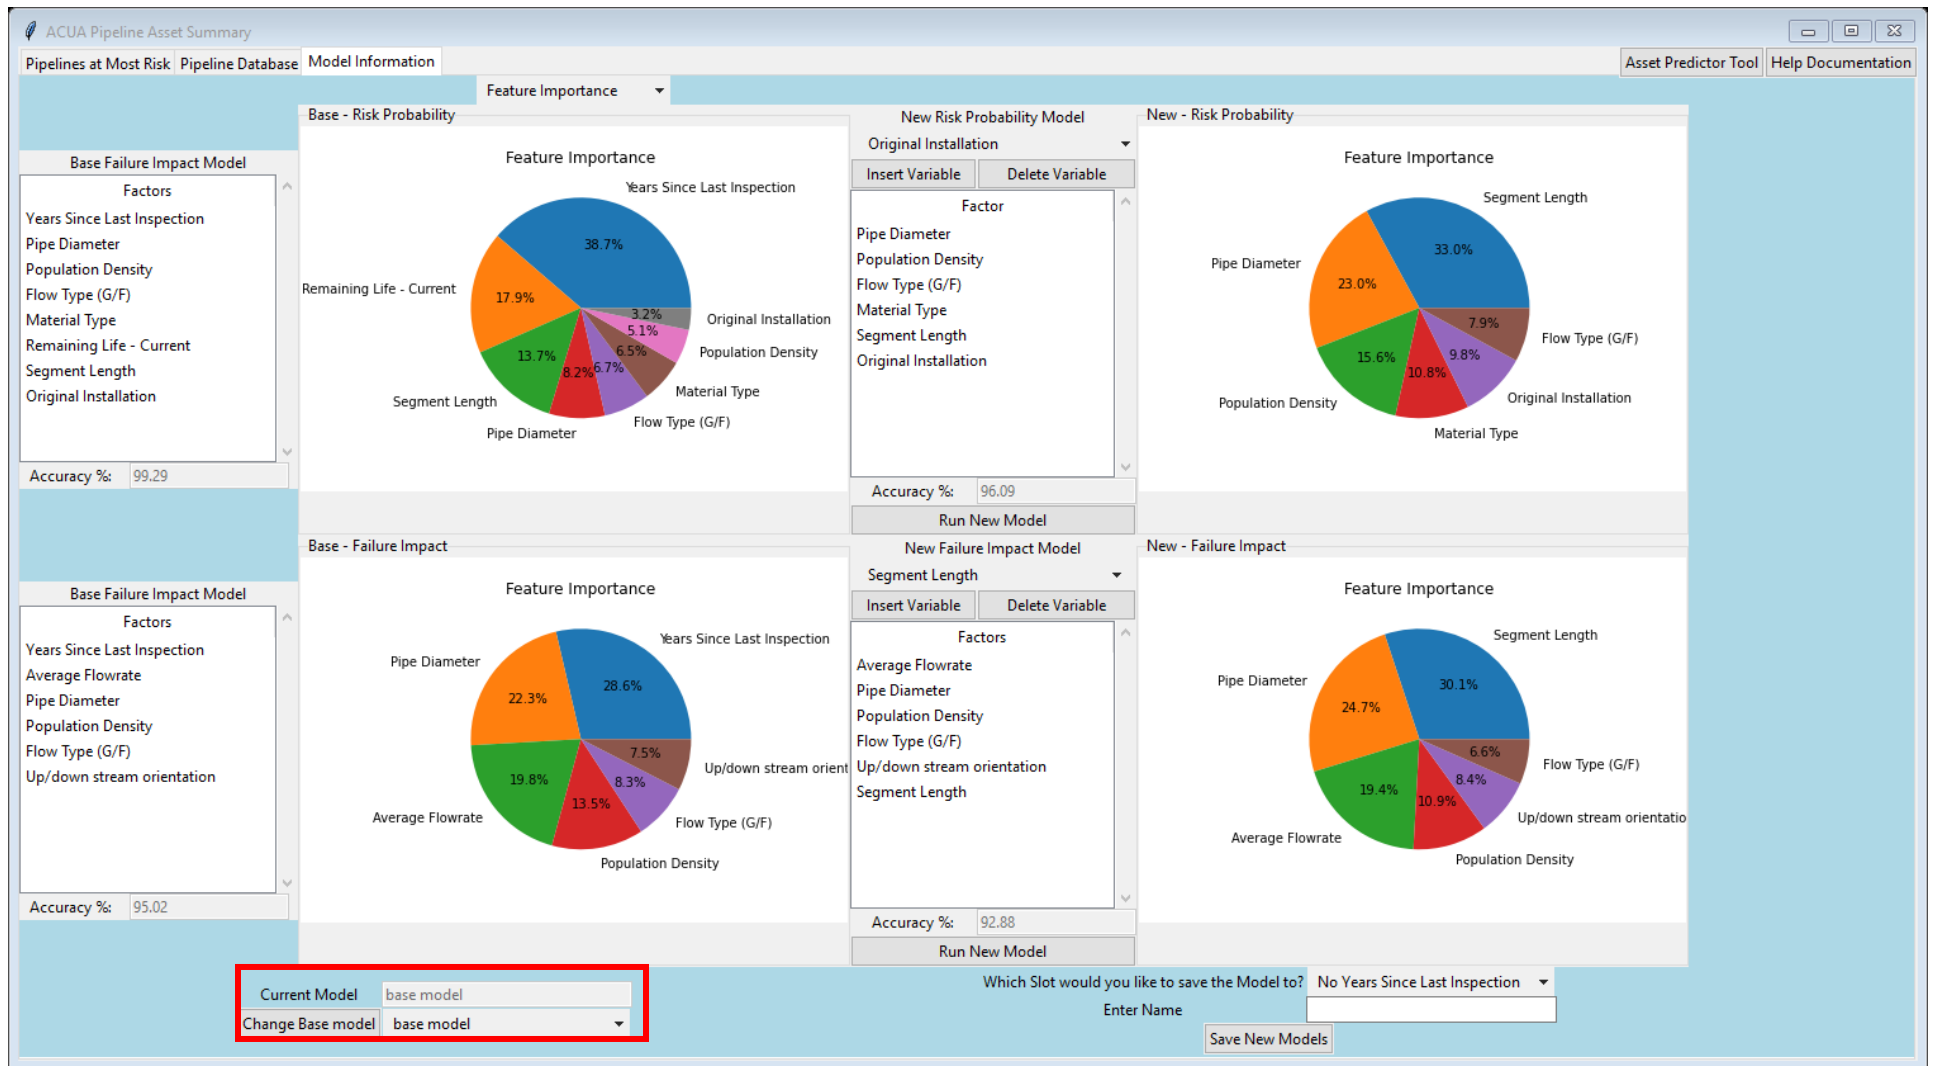 ACUA Pipeline Asset Summary
Pipelines at Most Risk Pipeline Database Model Information Asset Predictor Tool Help Documentation
Feature Importance
Base Failure Impact Model
Factors
Years Since Last Inspection
Pipe Diameter
Population Density
Flow Type (G/F)
Material Type
Remaining Life - Current
Segment Length
Original Installation
Accuracy %: 99.29
Base - Risk Probability
Feature Importance
Years Since Last Inspection
38.7%
Remaining Life - Current
17.9%
3.2%
Original Installation
5.1%
Population Density
13.7%
8.2%
6.7%
6.5%
Material Type
Segment Length
Flow Type (G/F)
Pipe Diameter
New Risk Probability Model
Original Installation
Insert Variable Delete Variable
Factor
Pipe Diameter
Population Density
Flow Type (G/F)
Material Type
Segment Length
Original Installation
Accuracy %: 96.09
Run New Model
New - Risk Probability
Feature Importance
Segment Length
33.0%
Pipe Diameter
23.0%
7.9%
Flow Type (G/F)
15.6%
10.8%
9.8%
Original Installation
Population Density
Material Type
Base Failure Impact Model
Factors
Years Since Last Inspection
Average Flowrate
Pipe Diameter
Population Density
Flow Type (G/F)
Up/down stream orientation
Accuracy %: 95.02
Base - Failure Impact
Feature Importance
Years Since Last Inspection
Pipe Diameter
28.6%
22.3%
7.5%
Up/down stream orient
19.8%
8.3%
13.5%
Average Flowrate
Flow Type (G/F)
Population Density
New Failure Impact Model
Segment Length
Insert Variable Delete Variable
Factors
Average Flowrate
Pipe Diameter
Population Density
Flow Type (G/F)
Up/down stream orientation
Segment Length
Accuracy %: 92.88
Run New Model
New - Failure Impact
Feature Importance
Segment Length
Pipe Diameter
30.1%
24.7%
6.6%
Flow Type (G/F)
19.4%
8.4%
10.9%
Up/down stream orientatio
Average Flowrate
Population Density
Current Model base model
Change Base model base model
Which Slot would you like to save the Model to? No Years Since Last Inspection
Enter Name
Save New Models